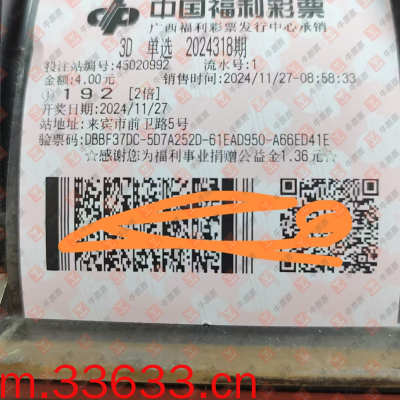 中国福利彩票
广西福利彩票发行中心承销
3D 单选 2024318期
投注站编号:45020992 流水号:1
金额:4.00元 销售时间:2024/11/27-08:58:33
① 192 [2倍]
开奖日期:2024/11/27
站地址:来宾市前卫路5号
验票码:DBBF37DC-5D7A252D-61EAD950-A66ED41E
☆感谢您为福利事业捐赠公益金1.36元☆
m.33633.cn